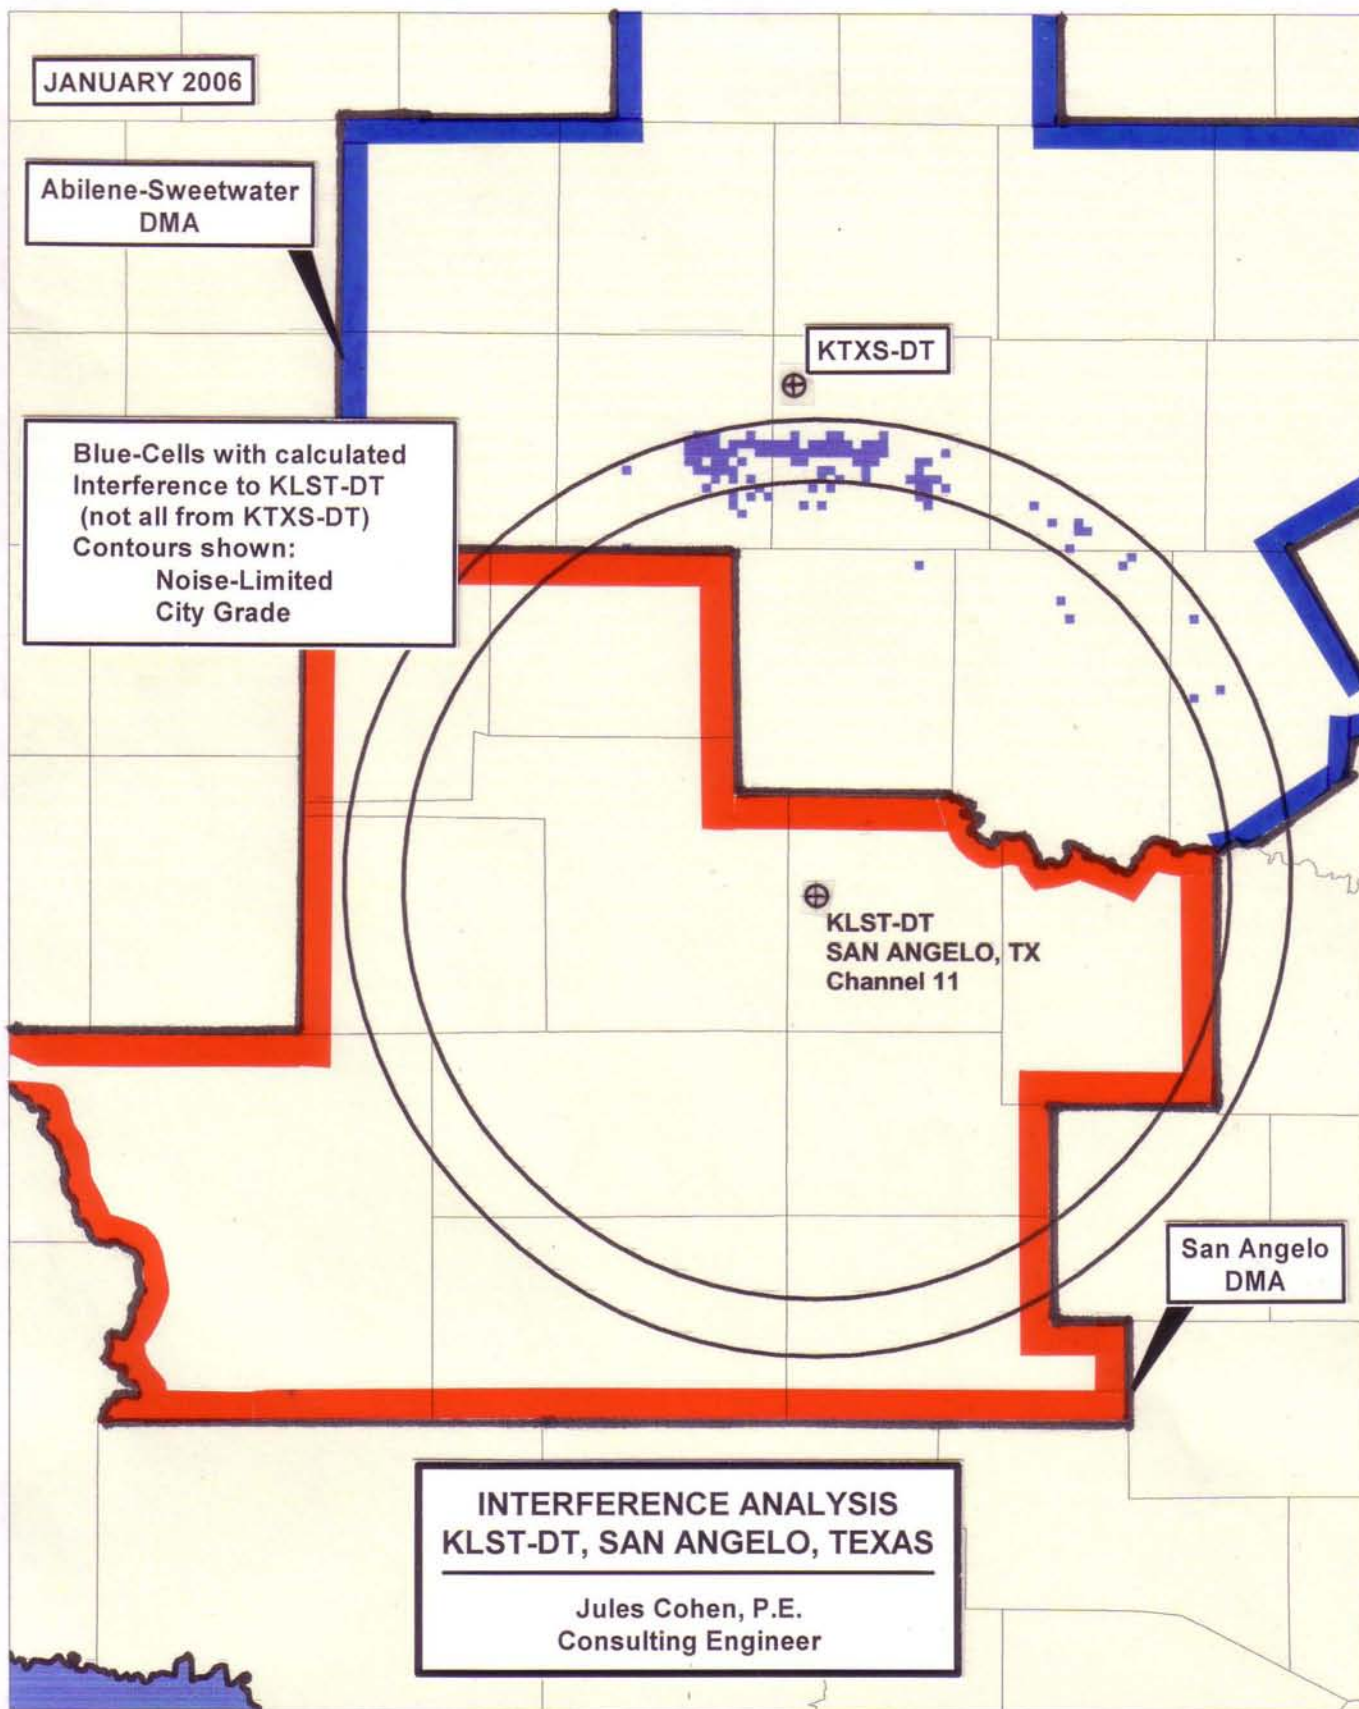 JANUARY 2006
Abilene-Sweetwater
DMA
KTXS-DT
Blue-Cells with calculated
Interference to KLST-DT
(not all from KTXS-DT)
Contours shown:
Noise-Limited
City Grade
KLST-DT
SAN ANGELO, TX
Channel 11
San Angelo
DMA
INTERFERENCE ANALYSIS
KLST-DT, SAN ANGELO, TEXAS
Jules Cohen, P.E.
Consulting Engineer